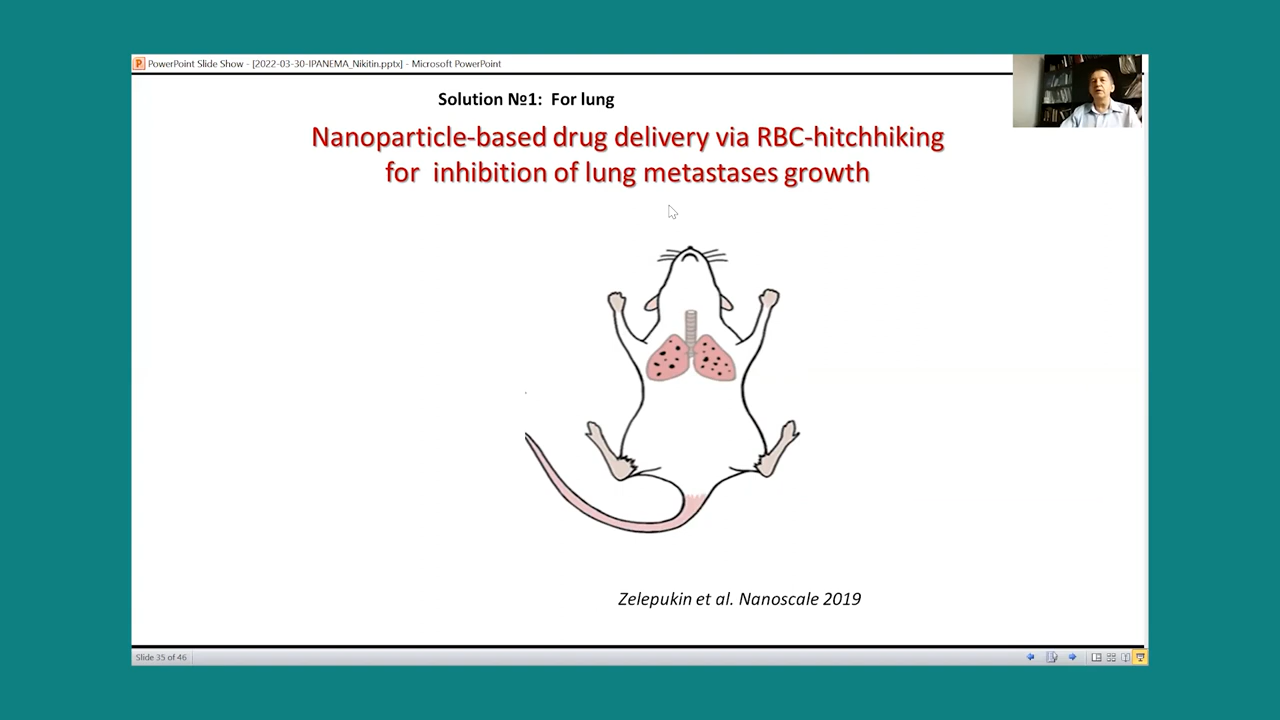 PowerPoint Slide Show - [2022-03-30-IPANEMA_Nikitin.pptx] - Microsoft PowerPoint
Solution №1: For lung
Nanoparticle-based drug delivery via RBC-hitchhiking
for inhibition of lung metastases growth
Zelepukin et al. Nanoscale 2019
Slide 35 of 46